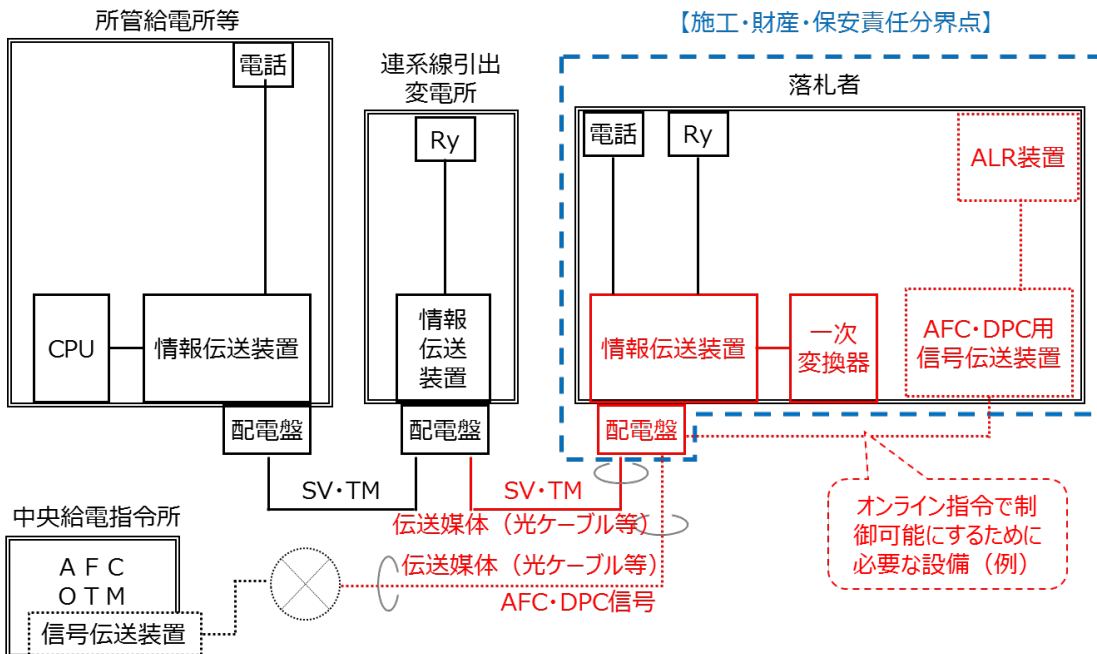 所管給電所等
電話
CPU
情報伝送装置
配電盤
連系線引出
変電所
Ry
情報
伝送
装置
配電盤
【施工・財産・保安責任分界点】
落札者
電話
Ry
ALR装置
情報伝送装置
一次
変換器
AFC・DPC用
信号伝送装置
配電盤
SV・TM
SV・TM
伝送媒体（光ケーブル等）
オンライン指令で制
御可能にするために
必要な設備（例）
中央給電指令所
ＡＦＣ
ＯＴＭ
信号伝送装置
伝送媒体（光ケーブル等）
AFC・DPC信号